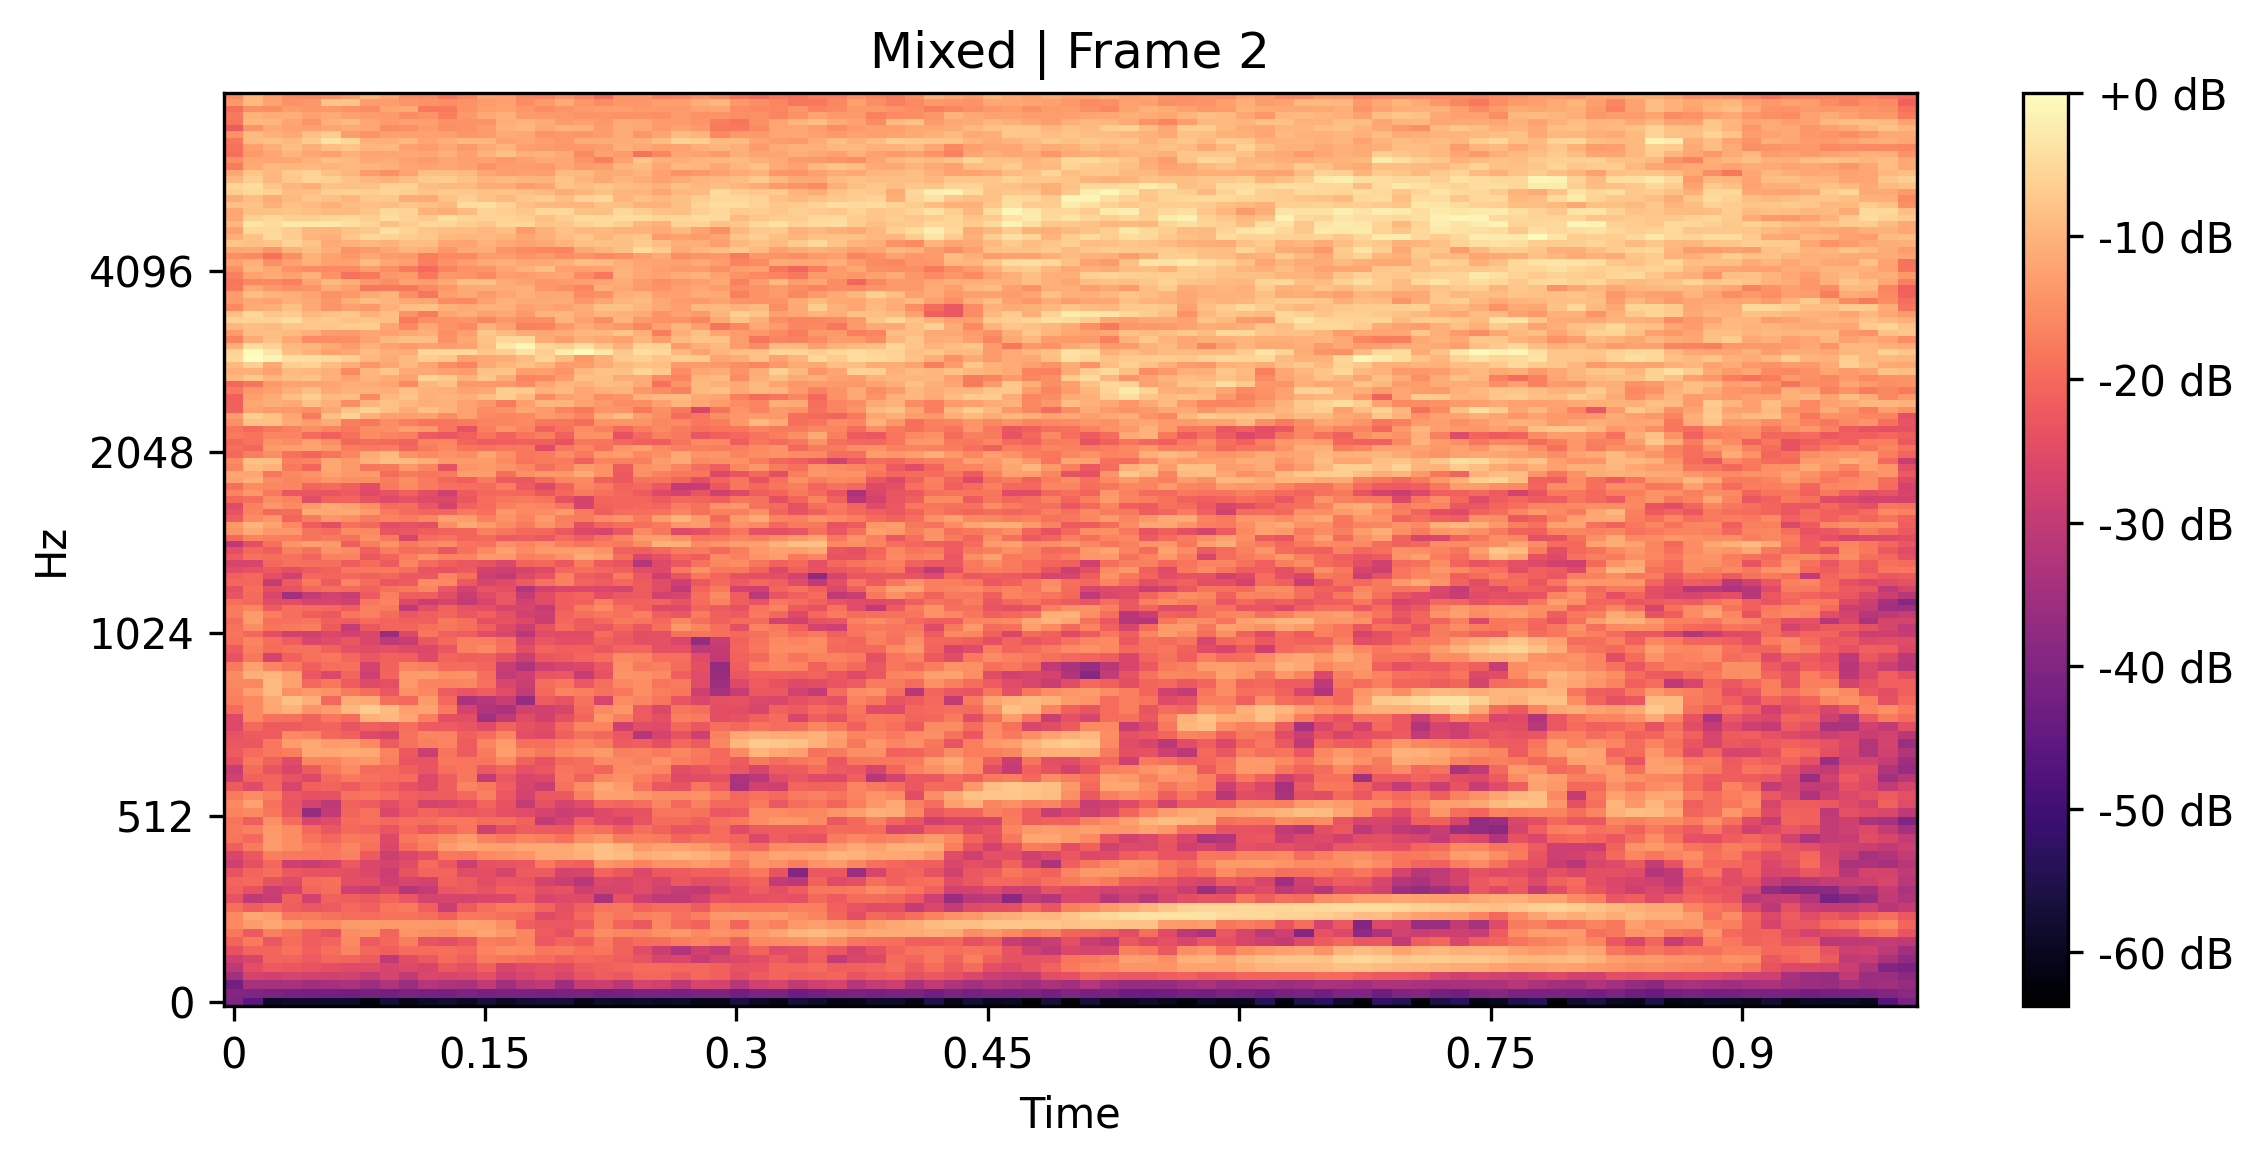 Mixed | Frame 2
+0 dB
-10 dB
-20 dB
-30 dB
-40 dB
-50 dB
-60 dB
Hz
4096
2048
1024
512
0
0 0.15 0.3 0.45 0.6 0.75 0.9
Time